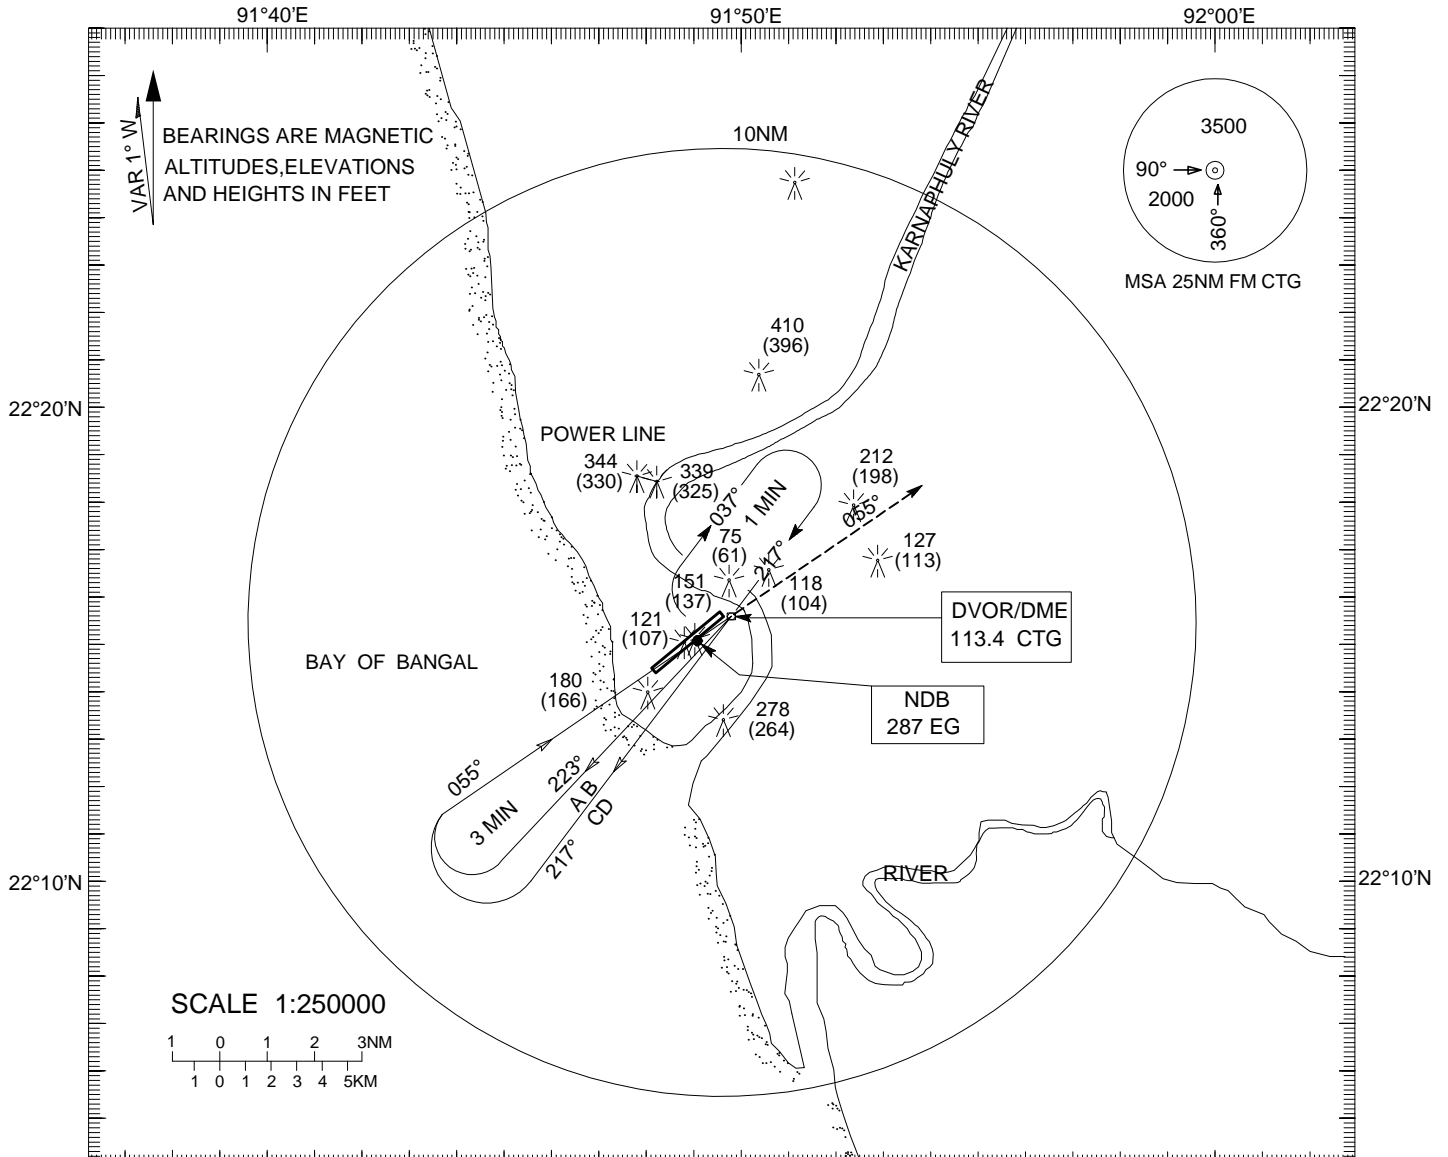 91°40'E
91°50'E
92°00'E
VAR 1° W
BEARINGS ARE MAGNETIC
ALTITUDES,ELEVATIONS
AND HEIGHTS IN FEET
10NM
KARNAPHULY RIVER
3500
90°
2000
360°
MSA 25NM FM CTG
410
(396)
22°20'N
22°20'N
POWER LINE
344
(330)
339
(325)
212
(198)
037°
1 MIN
055°
75
(61)
217°
127
(113)
151
(137)
118
(104)
121
(107)
DVOR/DME
113.4 CTG
BAY OF BANGAL
180
(166)
NDB
287 EG
278
(264)
055°
223°
A B
CD
3 MIN
217°
22°10'N
22°10'N
RIVER
SCALE 1:250000
1 0 1 2 3NM
1 0 1 2 3 4 5KM